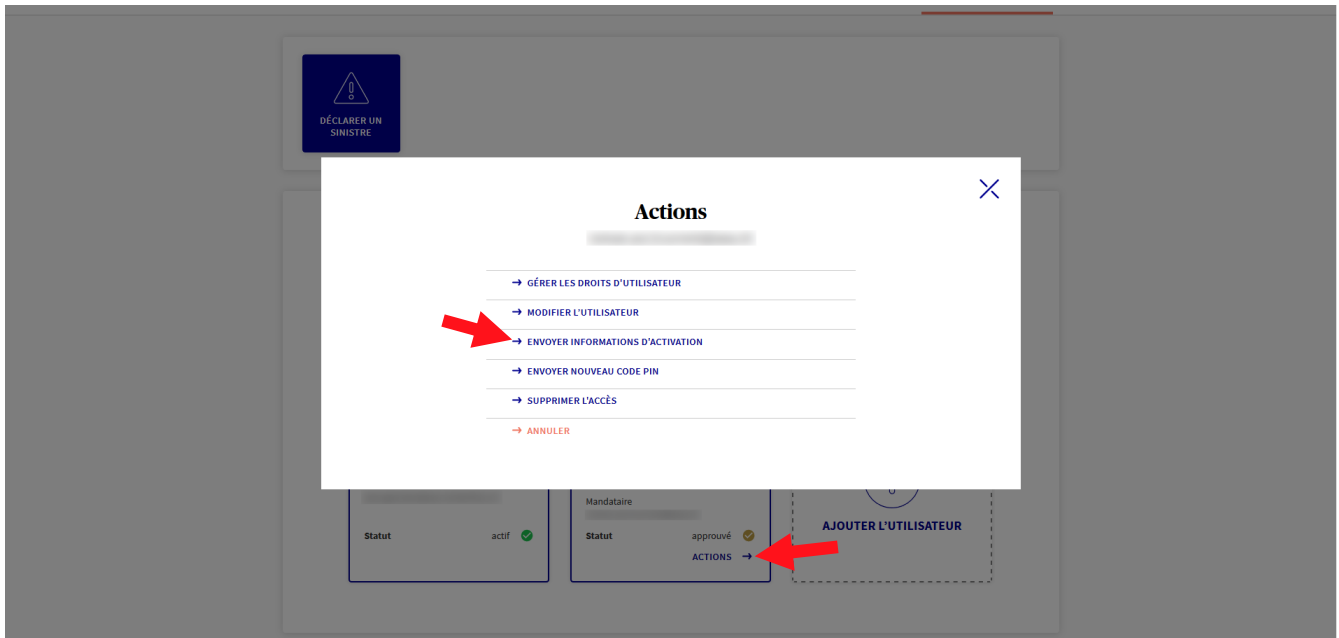 DÉCLARER UN
SINISTRE
Actions
GÉRER LES DROITS D'UTILISATEUR
MODIFIER L'UTILISATEUR
ENVOYER INFORMATIONS D'ACTIVATION
ENVOYER NOUVEAU CODE PIN
SUPPRIMER L'ACCÈS
ANNULER
Statut actif
Mandataire
Statut approuvé
ACTIONS
AJOUTER L'UTILISATEUR